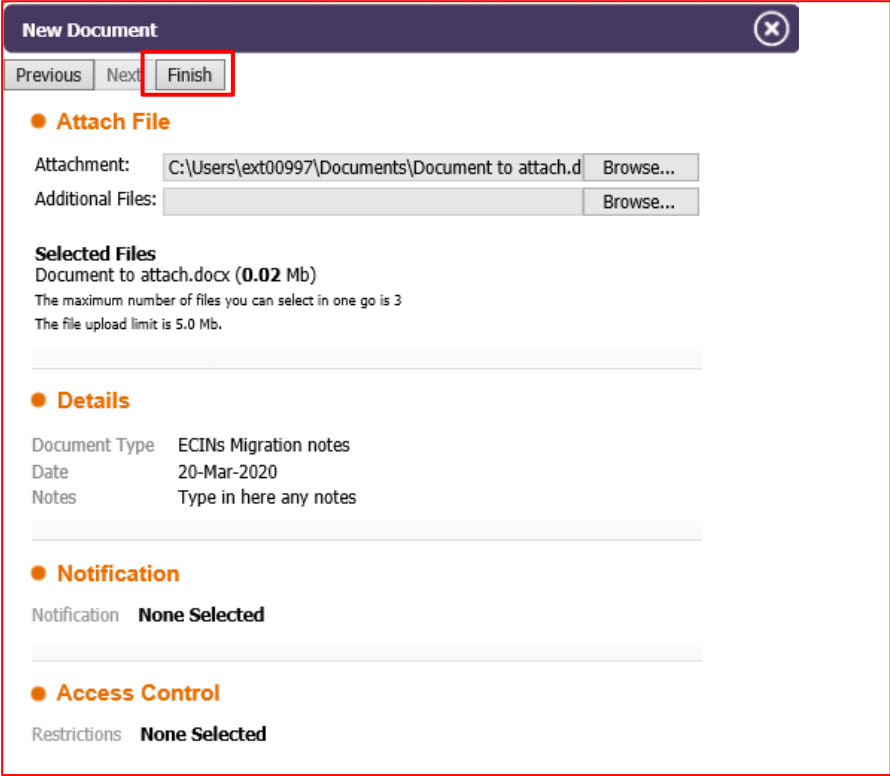 New Document
Previous Next Finish
Attach File
Attachment: C:\Users\ext00997\Documents\Document to attach.d Browse...
Additional Files: Browse...
Selected Files
Document to attach.docx (0.02 Mb)
The maximum number of files you can select in one go is 3
The file upload limit is 5.0 Mb.
Details
Document Type ECINs Migration notes
Date 20-Mar-2020
Notes Type in here any notes
Notification
Notification None Selected
Access Control
Restrictions None Selected